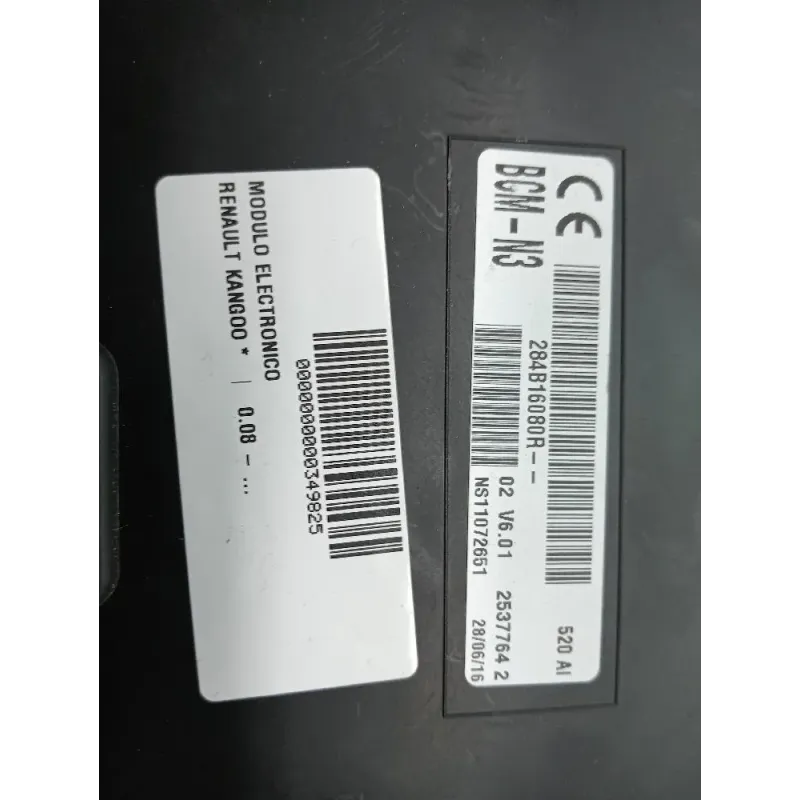 MODULO ELECTRONICO
RENAULT KANGOO * | 0.08 - ...
00000000000349825
CE
BCM-N3
284B16080R--
520 AI
02 V6.01 2537764 2
NS11072651 28/06/16